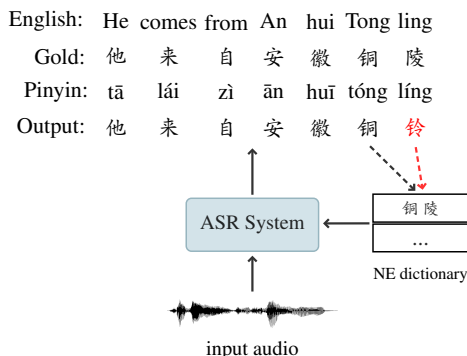 English: He comes from An hui Tong ling
Gold: 他 来 自 安 徽 铜 陵
Pinyin: tā lái zì ān huī tóng líng
Output: 他 来 自 安 徽 铜 铃
铜 陵
ASR System
...
NE dictionary
input audio